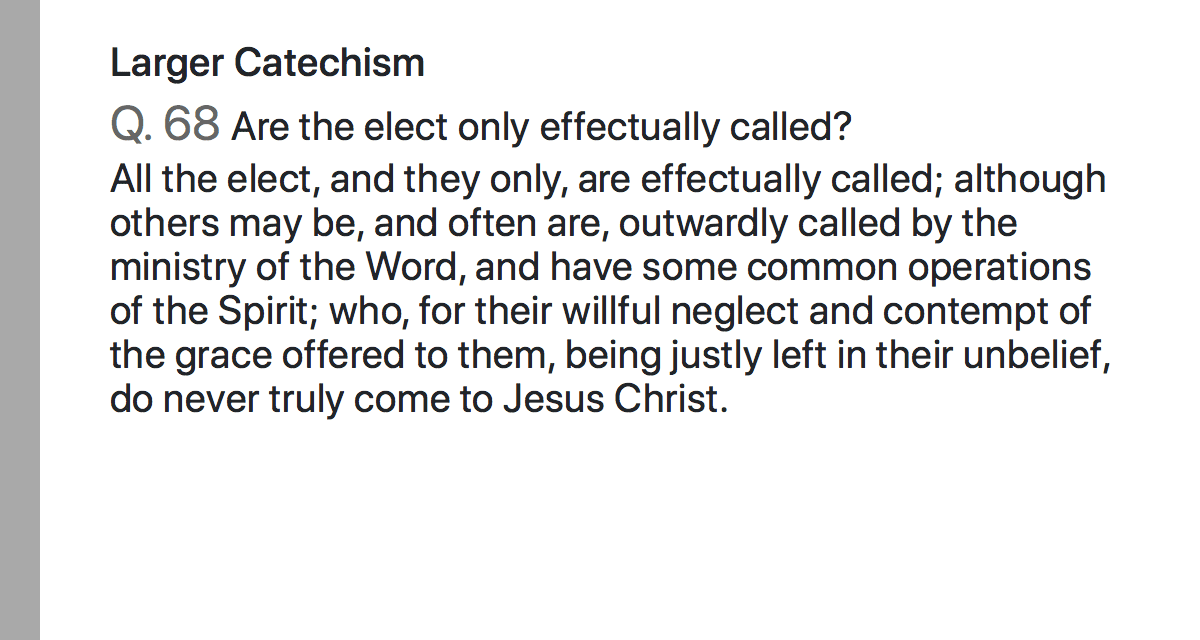 Larger Catechism
Q. 68 Are the elect only effectually called?
All the elect, and they only, are effectually called; although
others may be, and often are, outwardly called by the
ministry of the Word, and have some common operations
of the Spirit; who, for their willful neglect and contempt of
the grace offered to them, being justly left in their unbelief,
do never truly come to Jesus Christ.